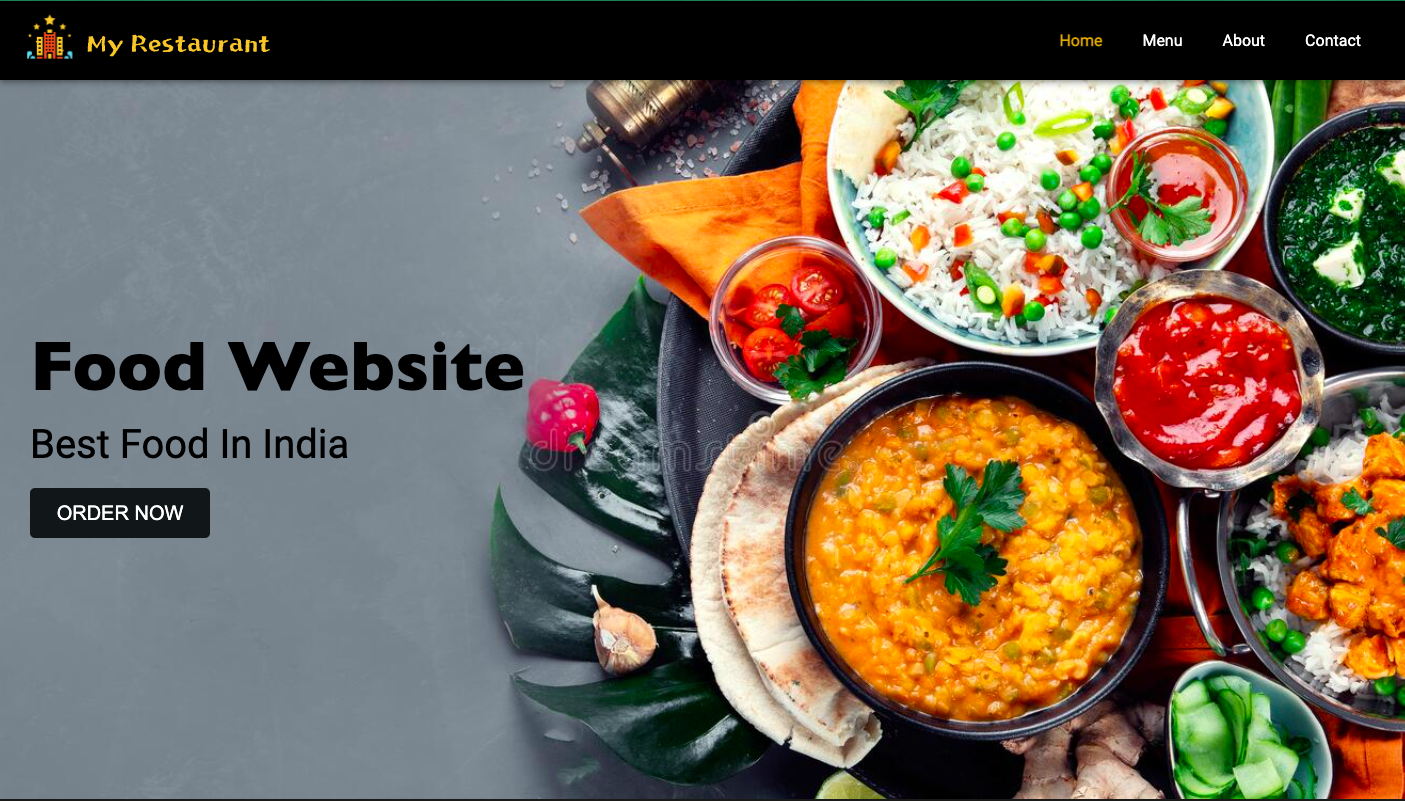 My Restaurant
Home Menu About Contact
Food Website
Best Food In India
ORDER NOW
dreamstime